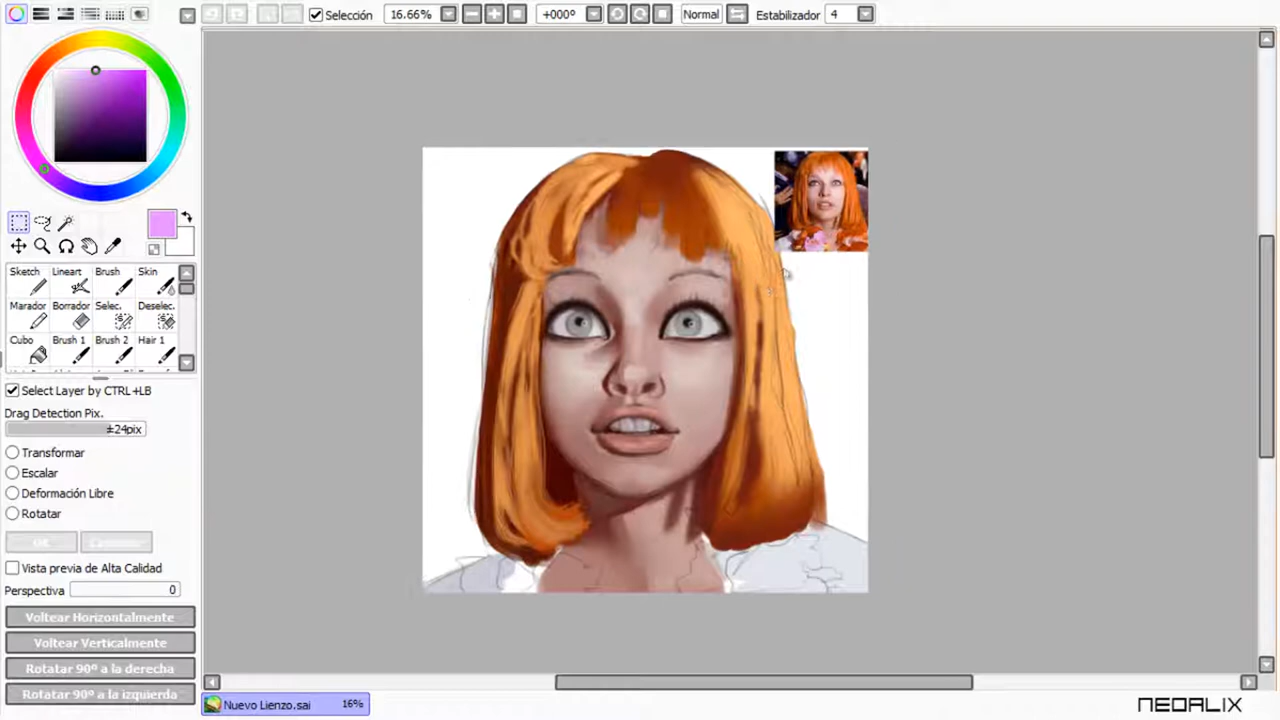 Selección 16.66% +000º Normal Estabilizador 4
Sketch Lineart Brush Skin
Marador Borrador Selec. Deselec.
Cubo Brush 1 Brush 2 Hair 1
Select Layer by CTRL+LB
Drag Detection Pix.
±24pix
Transformar
Escalar
Deformación Libre
Rotatar
Vista previa de Alta Calidad
Perspectiva 0
Voltear Horizontalmente
Voltear Verticalmente
Rotatar 90º a la derecha
Rotatar 90º a la izquierda
Nuevo Lienzo.sai 16%
NEOALIX